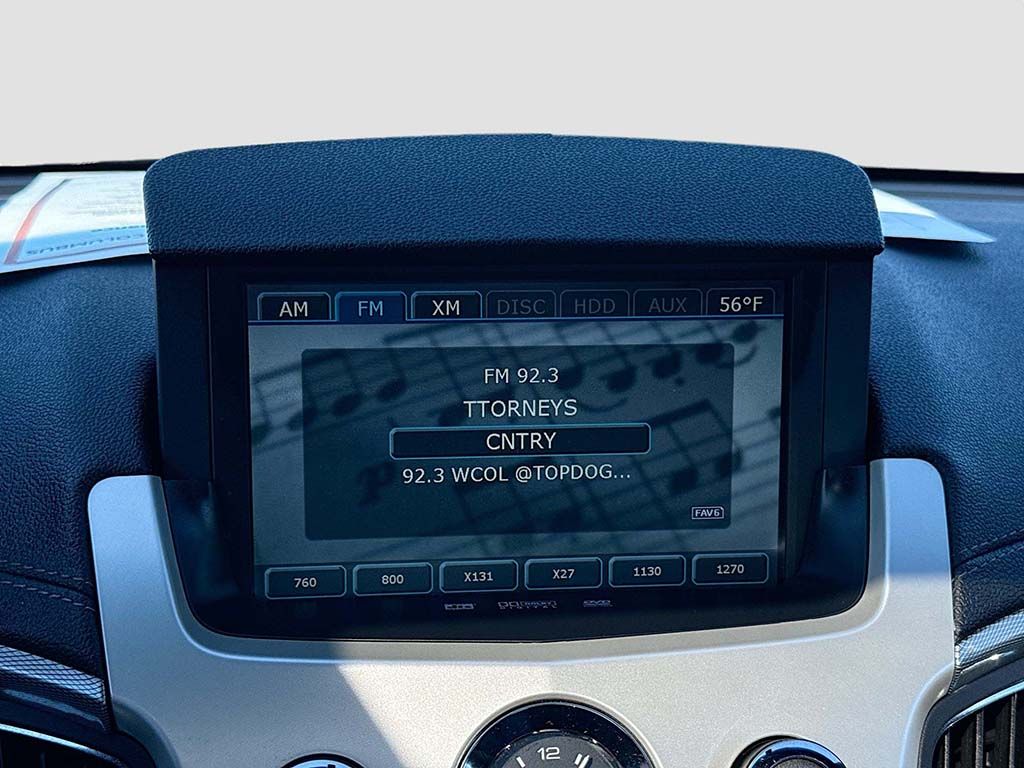 COLUMBUS
AM FM XM DISC HDD AUX 56°F
FM 92.3
TTORNEYS
CNTRY
92.3 WCOL @TOPDOG...
FAV6
760 800 X131 X27 1130 1270
12